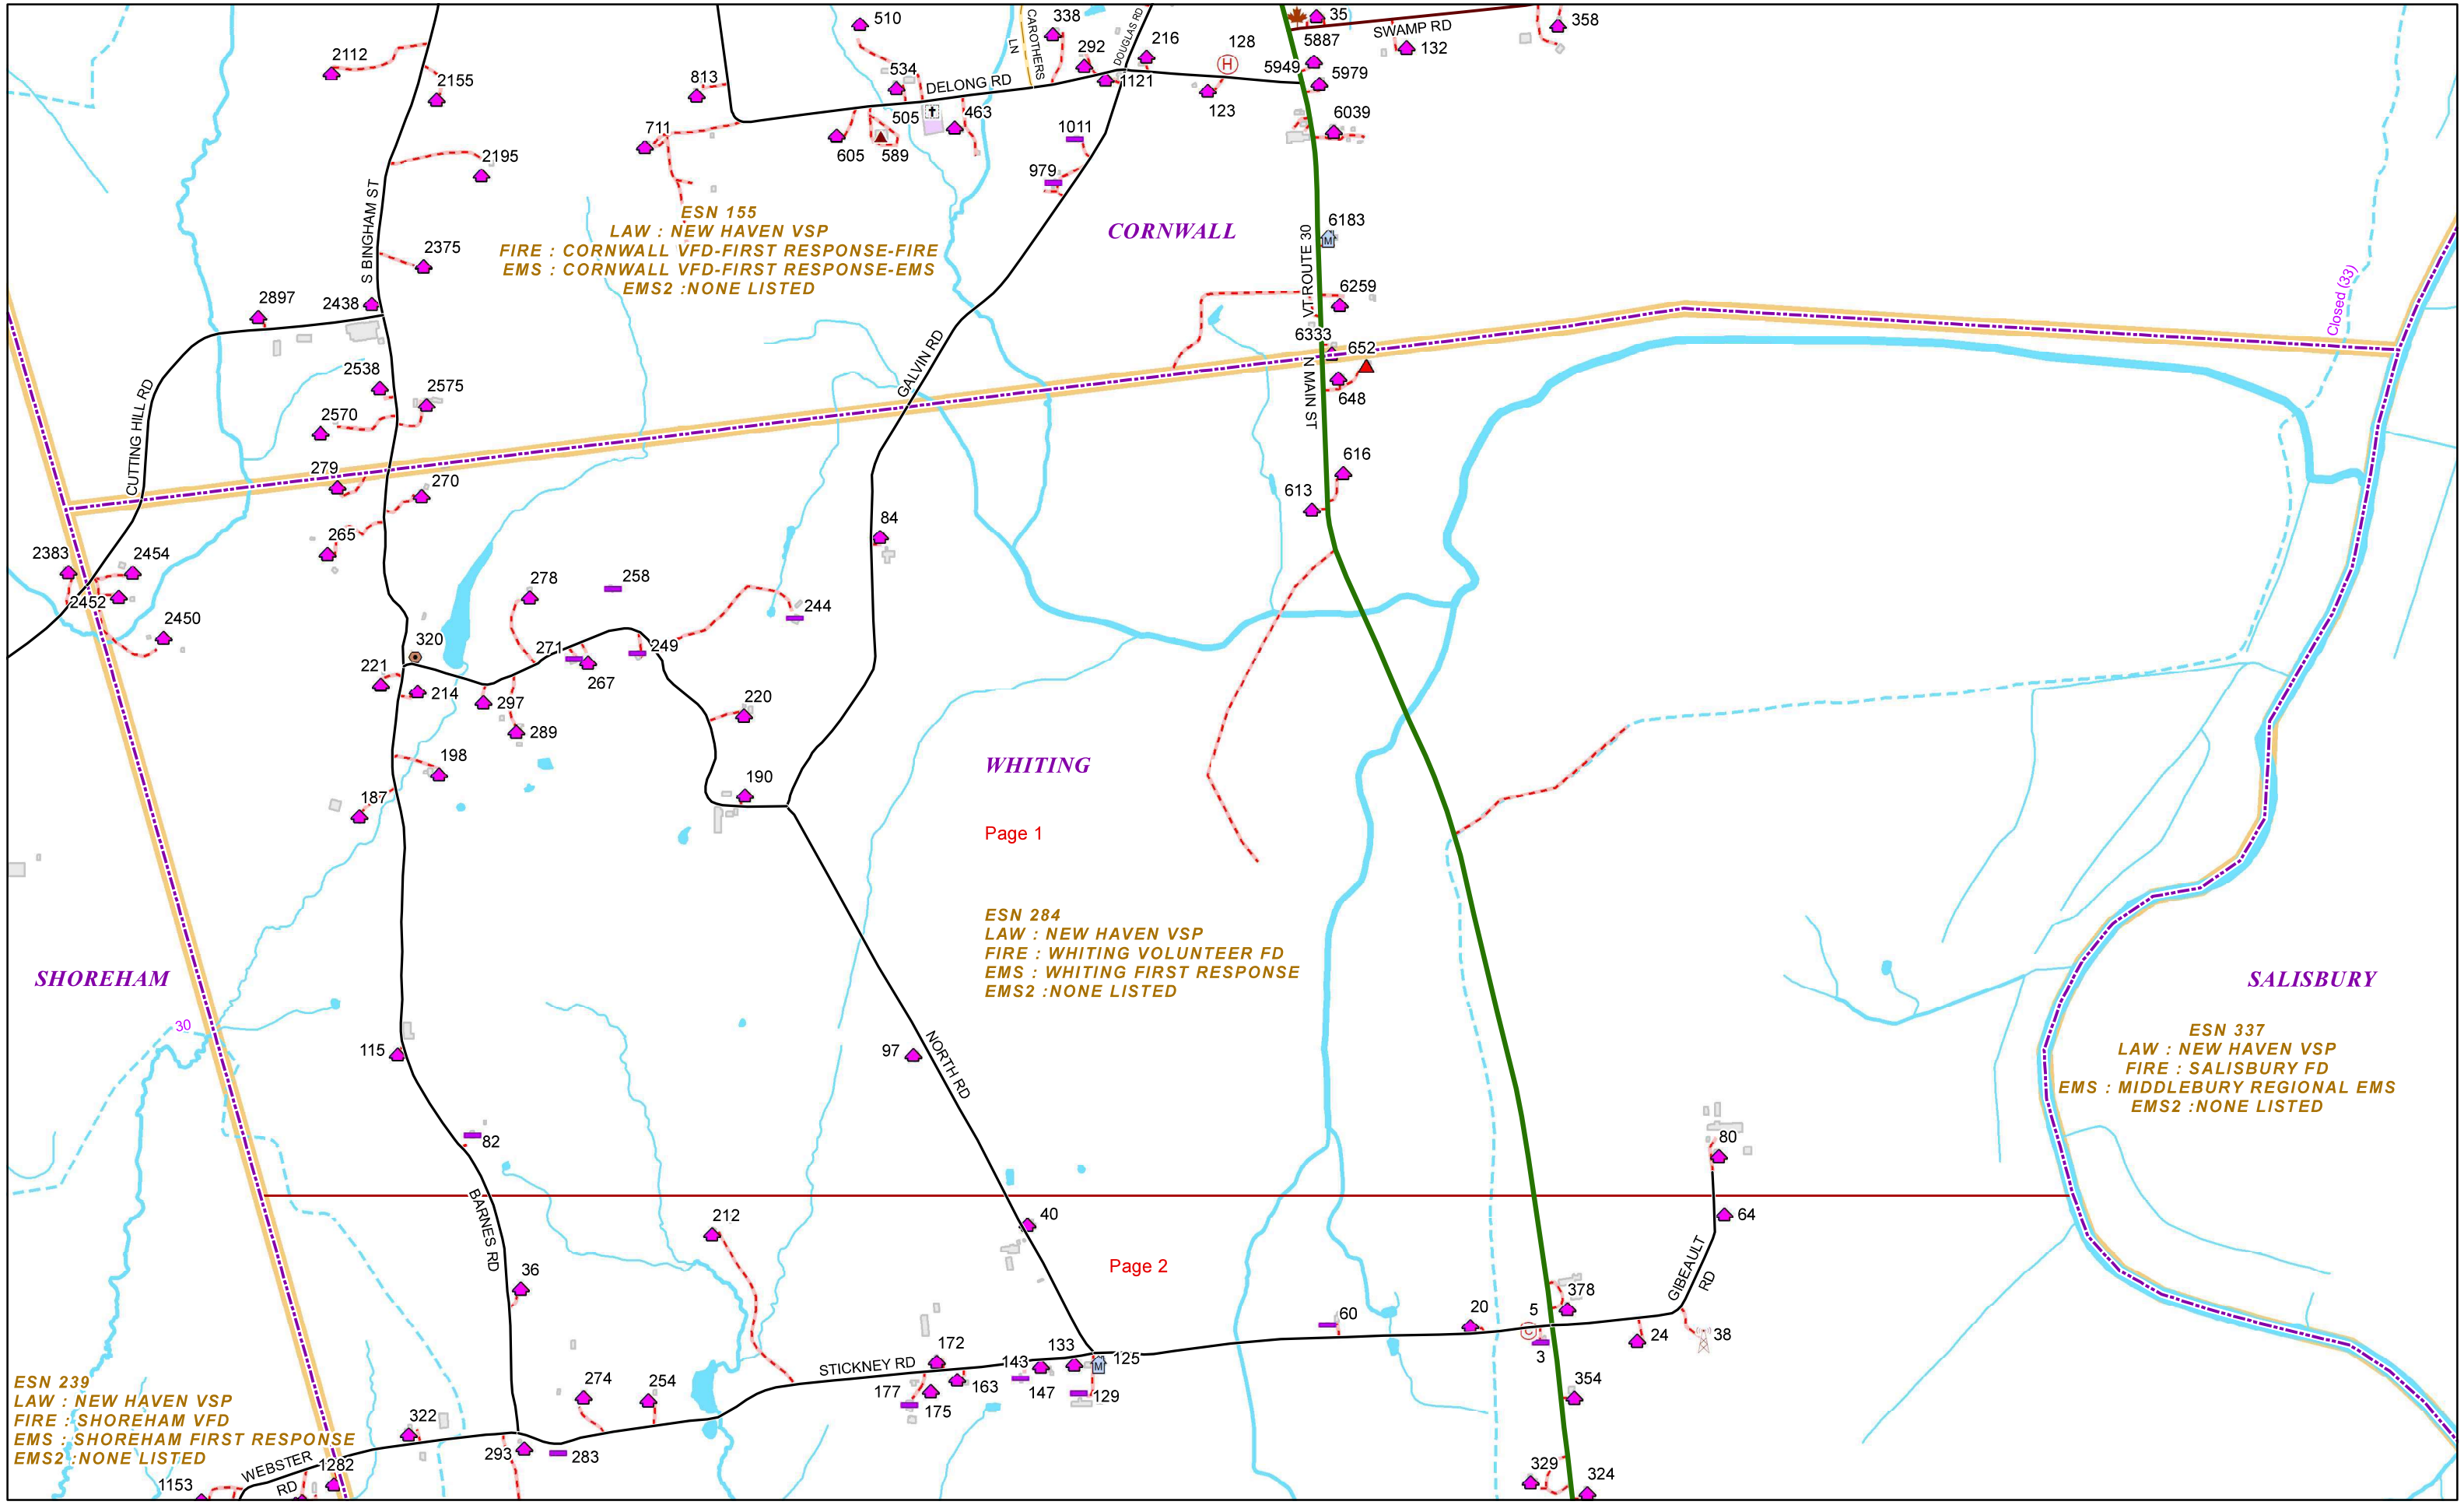 510
338
35
358
2112
2155
813
534
CAROTHERS
LN
292
DOUGLAS RD
216
128
H
SWAMP RD
132
5887
5949
5979
DELONG RD
1121
123
6039
711
505
463
605
589
1011
979
2195
S BINGHAM ST
2375
ESN 155
LAW : NEW HAVEN VSP
FIRE : CORNWALL VFD-FIRST RESPONSE-FIRE
EMS : CORNWALL VFD-FIRST RESPONSE-EMS
EMS2 :NONE LISTED
CORNWALL
6183
M
VT ROUTE 30
6259
Closed (33)
2897
2438
6333
652
648
N MAIN ST
GALVIN RD
2538
2575
2570
CUTTING HILL RD
279
270
265
616
613
84
2383
2454
2452
2450
278
258
244
320
271
249
221
214
267
297
289
220
198
187
190
WHITING
Page 1
ESN 284
LAW : NEW HAVEN VSP
FIRE : WHITING VOLUNTEER FD
EMS : WHITING FIRST RESPONSE
EMS2 :NONE LISTED
SHOREHAM
30
SALISBURY
ESN 337
LAW : NEW HAVEN VSP
FIRE : SALISBURY FD
EMS : MIDDLEBURY REGIONAL EMS
EMS2 :NONE LISTED
115
97
NORTH RD
82
80
BARNES RD
212
40
64
Page 2
36
GIBEAULT
RD
378
60
20
5
C
3
24
38
STICKNEY RD
172
143
133
125
M
177
175
163
147
129
274
254
354
ESN 239
LAW : NEW HAVEN VSP
FIRE : SHOREHAM VFD
EMS : SHOREHAM FIRST RESPONSE
EMS2 :NONE LISTED
322
293
283
WEBSTER
RD
1282
1153
329
324